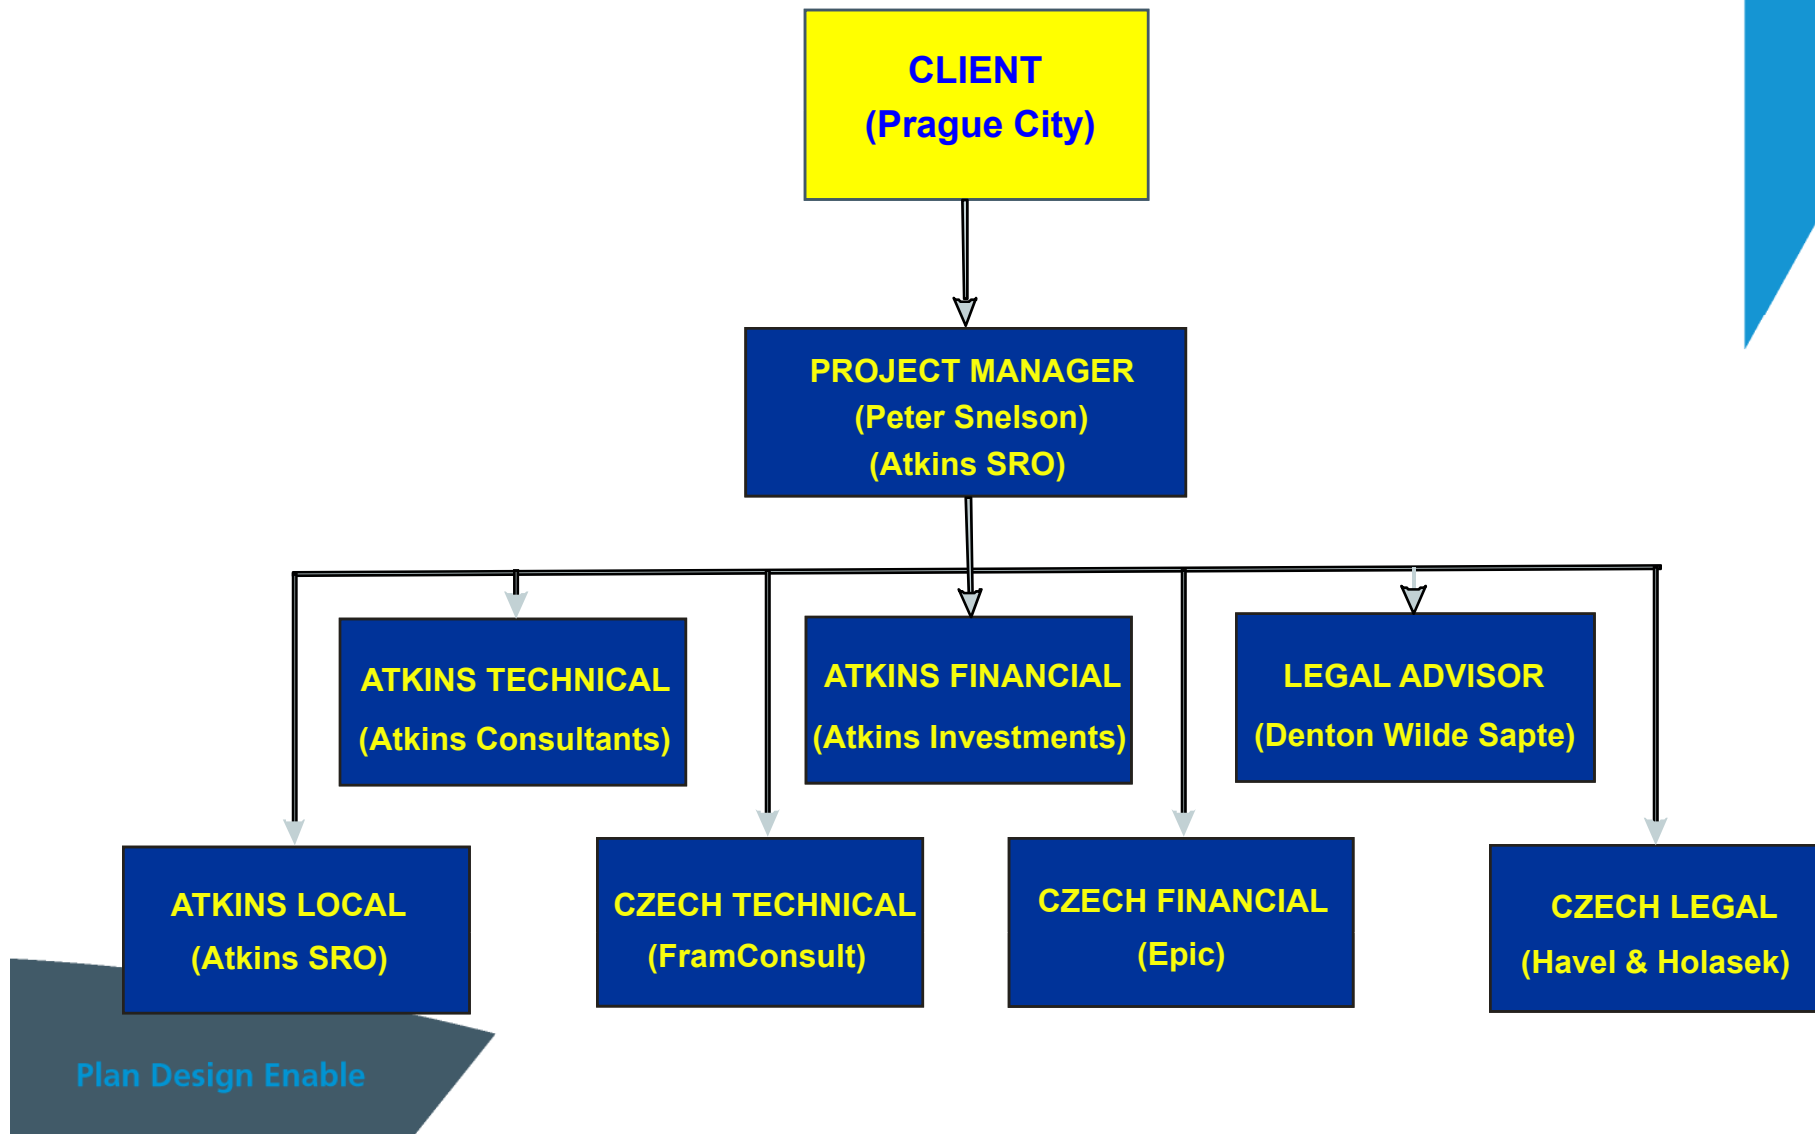 CLIENT
(Prague City)
PROJECT MANAGER
(Peter Snelson)
(Atkins SRO)
ATKINS TECHNICAL
(Atkins Consultants)
ATKINS FINANCIAL
(Atkins Investments)
LEGAL ADVISOR
(Denton Wilde Sapte)
ATKINS LOCAL
(Atkins SRO)
CZECH TECHNICAL
(FramConsult)
CZECH FINANCIAL
(Epic)
CZECH LEGAL
(Havel & Holasek)
Plan Design Enable